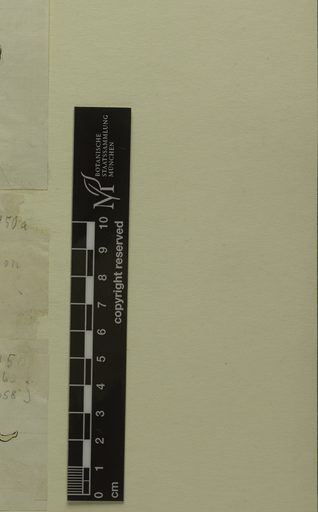 BOTANISCHE
STAATSSAMMLUNG
MÜNCHEN
M
copyright reserved
10
9
8
7
6
5
4
3
2
1
0
cm